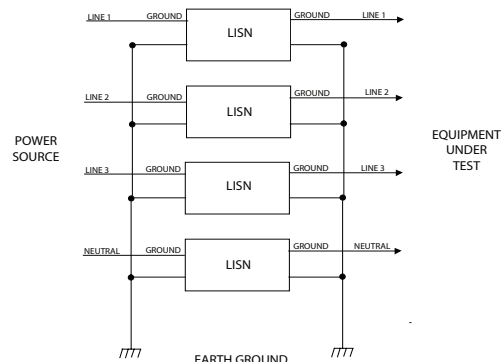 LINE 1 GROUND LISN GROUND LINE 1
LINE 2 GROUND LISN GROUND LINE 2
POWER
SOURCE
EQUIPMENT
UNDER
TEST
LINE 3 GROUND LISN GROUND LINE 3
NEUTRAL GROUND LISN GROUND NEUTRAL
EARTH GROUND